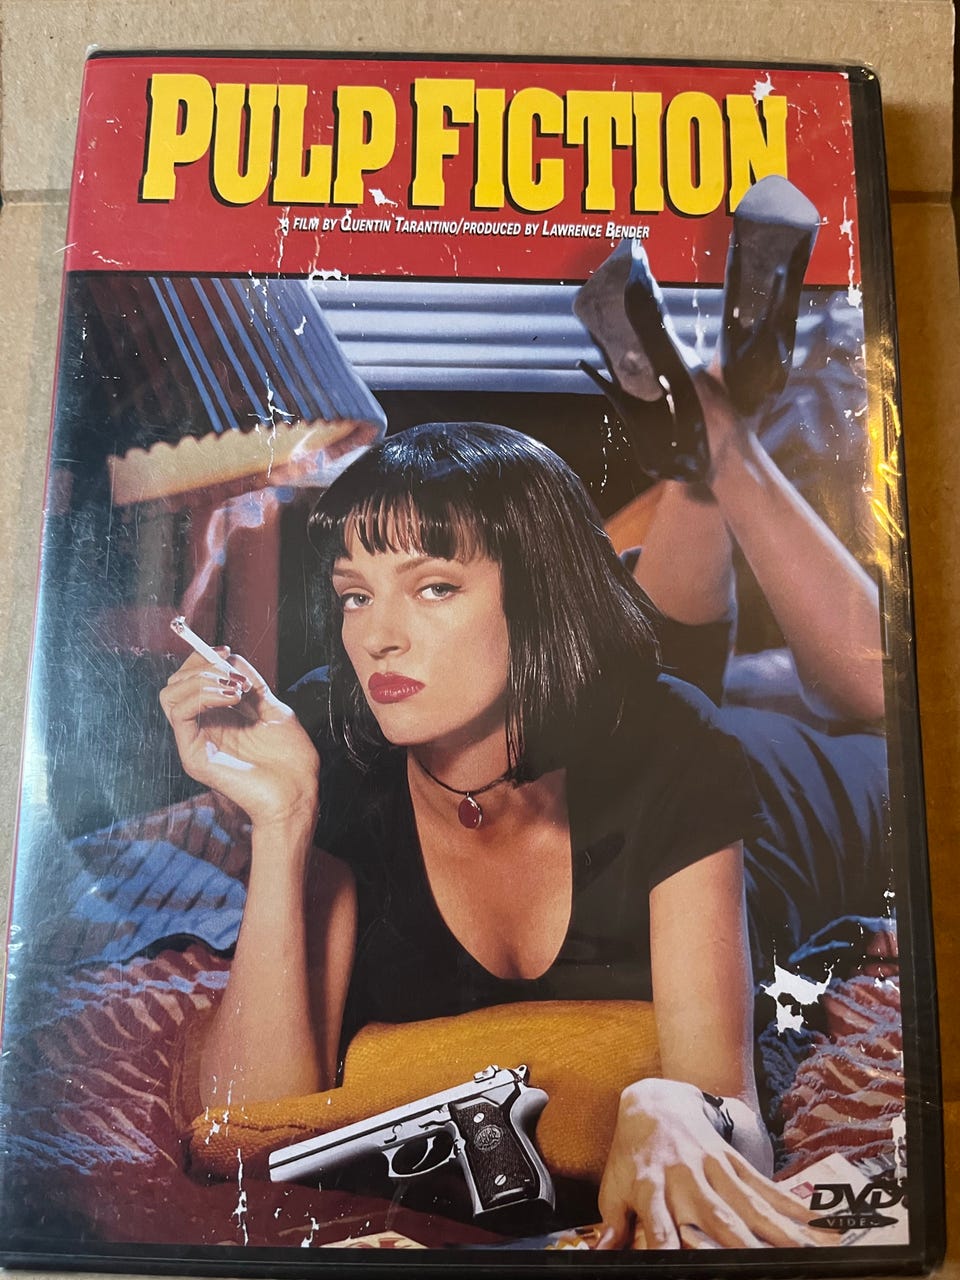 PULP FICTION
A FILM BY QUENTIN TARANTINO/PRODUCED BY LAWRENCE BENDER
DVD
VIDEO